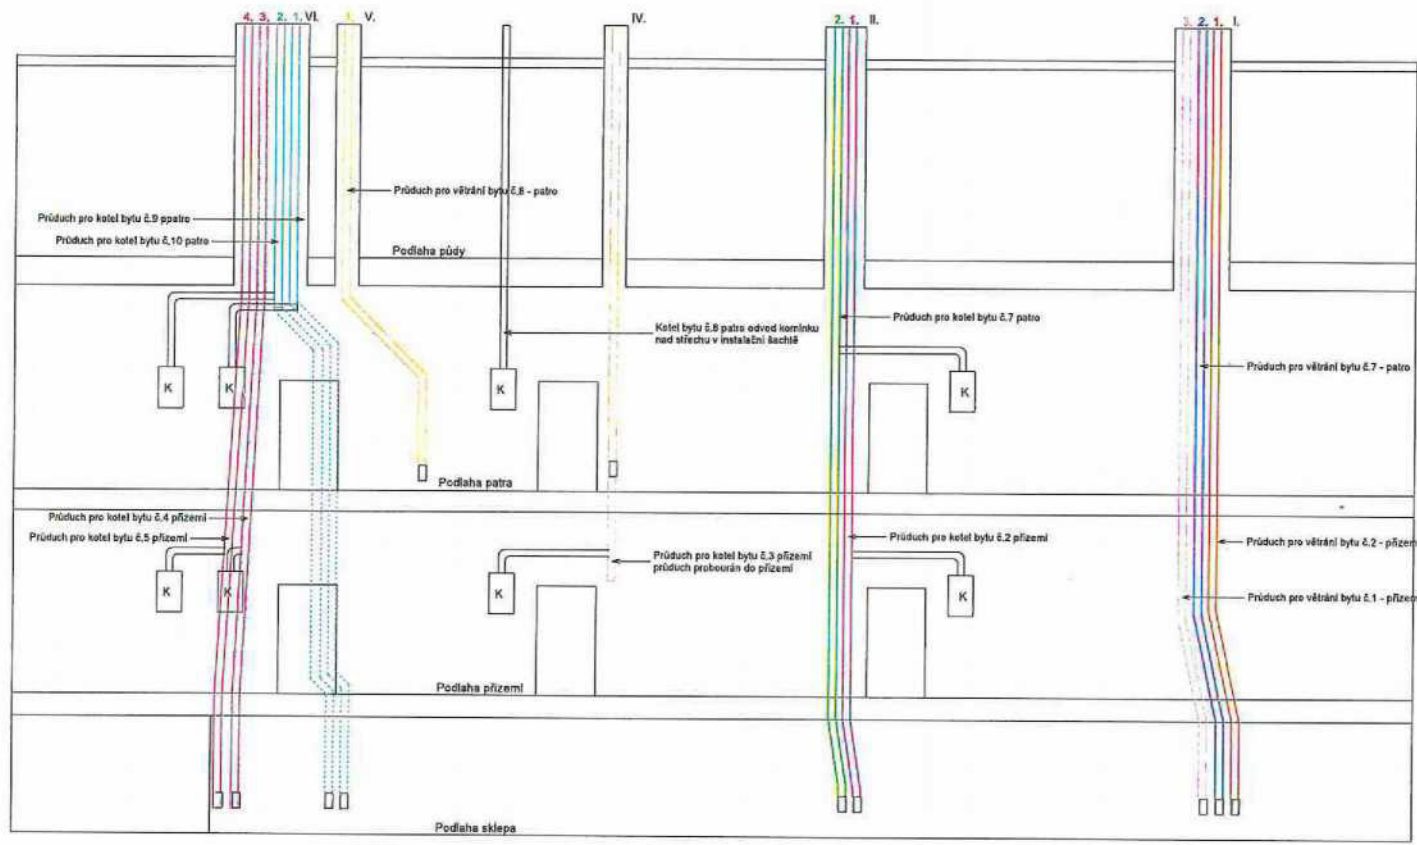 4. 3. 2. 1. VI.
1. V.
IV.
2. 1. II.
3. 2. 1. I.
Průduch pro větrání bytu č.8 - patro
Průduch pro kotel bytu č.9 ppatro
Průduch pro kotel bytu č.10 patro
Podlaha půdy
Kotel bytu č.8 patro odvod komínku
nad střechu v instalační šachtě
Průduch pro kotel bytu č.7 patro
Průduch pro větrání bytu č.7 - patro
K
K
K
K
Podlaha patra
Průduch pro kotel bytu č.4 přízemí
Průduch pro kotel bytu č.5 přízemí
Průduch pro kotel bytu č.3 přízemí
průduch probourán do přízemí
Průduch pro kotel bytu č.2 přízemí
Průduch pro větrání bytu č.2 - přízem
Průduch pro větrání bytu č.1 - přízem
K
K
K
K
Podlaha přízemí
Podlaha sklepa